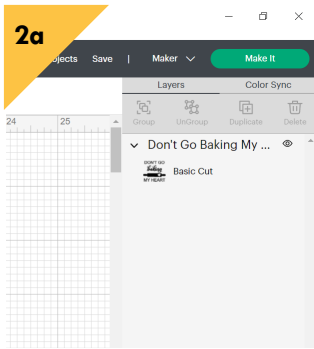 2a
ojects Save | Maker Make It
Layers Color Sync
Group UnGroup Duplicate Delete
24 25
Don't Go Baking My ...
DON'T GO
Baking
MY HEART
Basic Cut